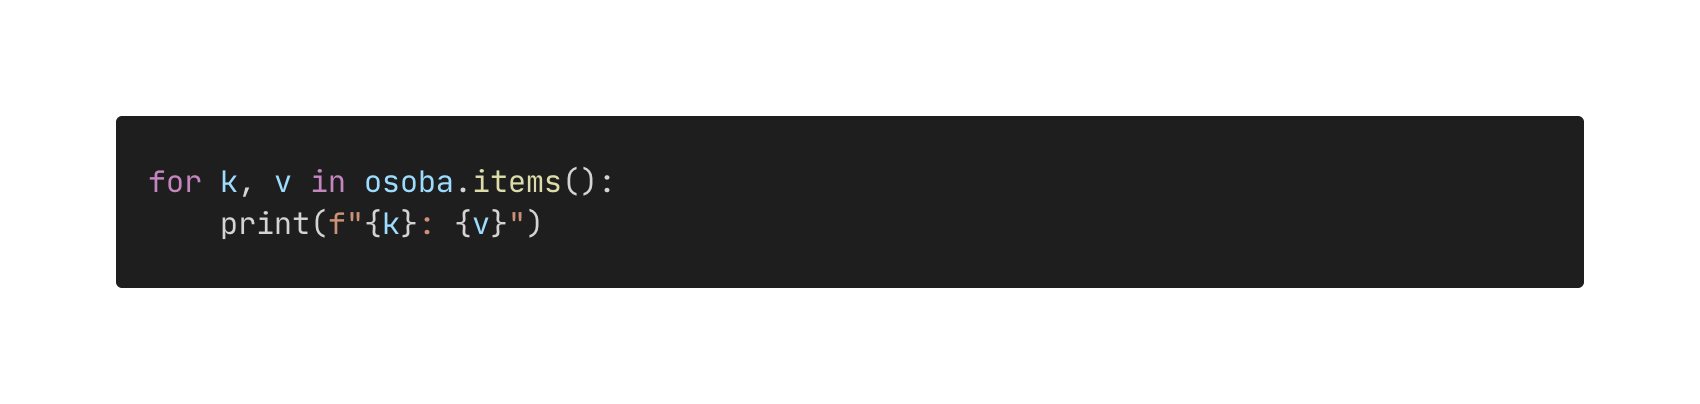 for k, v in osoba.items():
    print(f"{k}: {v}")